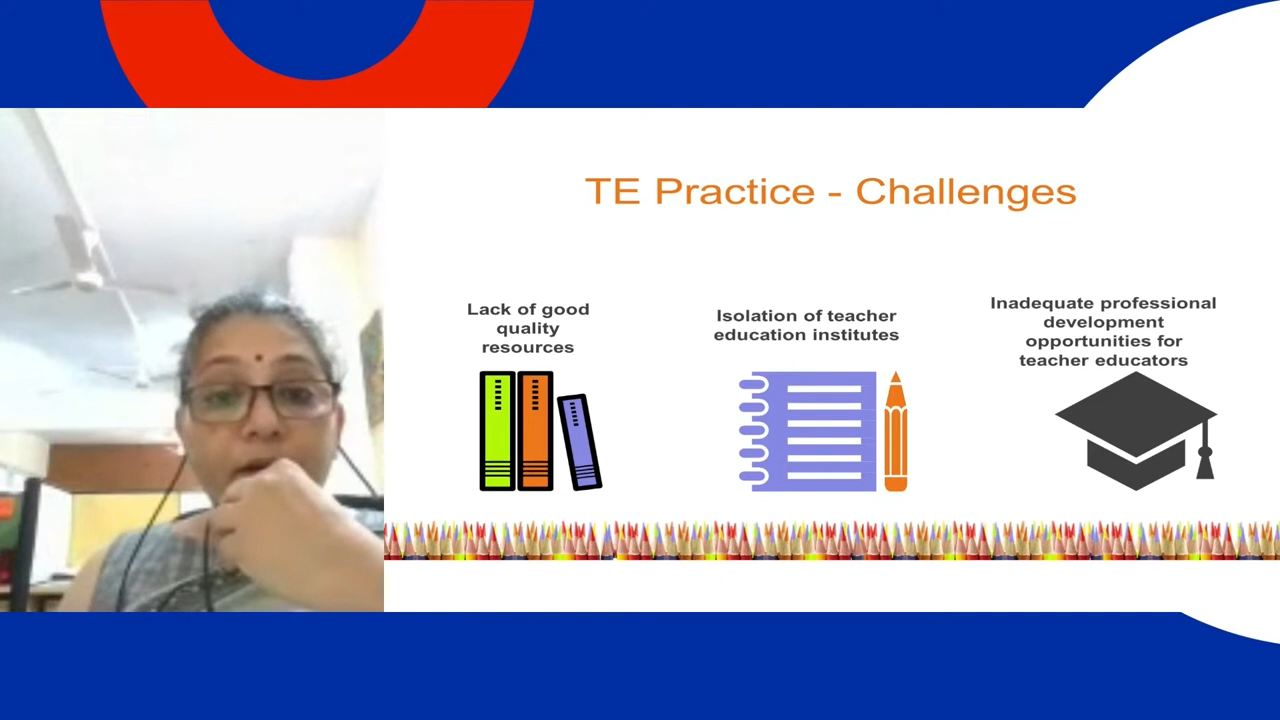 TE Practice - Challenges
Lack of good
quality
resources
Isolation of teacher
education institutes
Inadequate professional
development
opportunities for
teacher educators